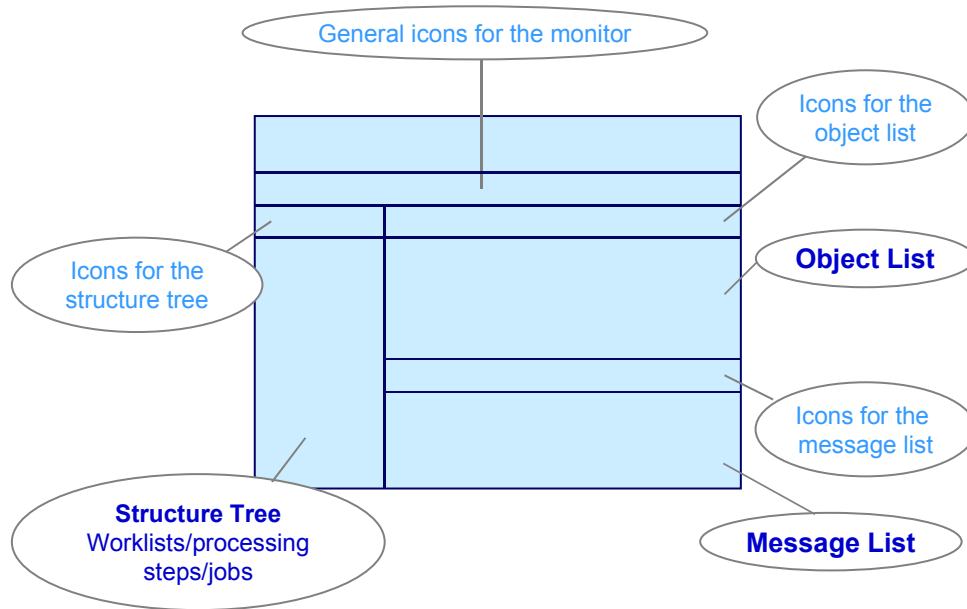 General icons for the monitor
Icons for the
object list
Icons for the
structure tree
Object List
Icons for the
message list
Structure Tree
Worklists/processing
steps/jobs
Message List